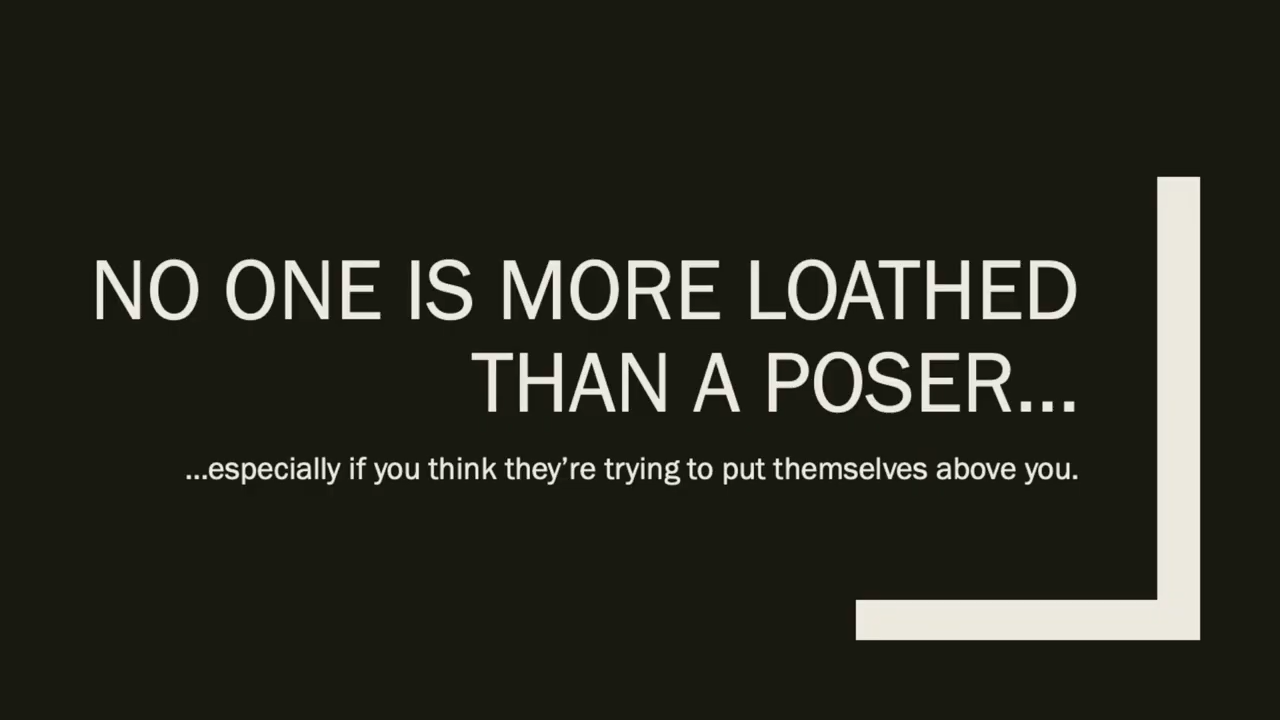 NO ONE IS MORE LOATHED
THAN A POSER...
...especially if you think they’re trying to put themselves above you.